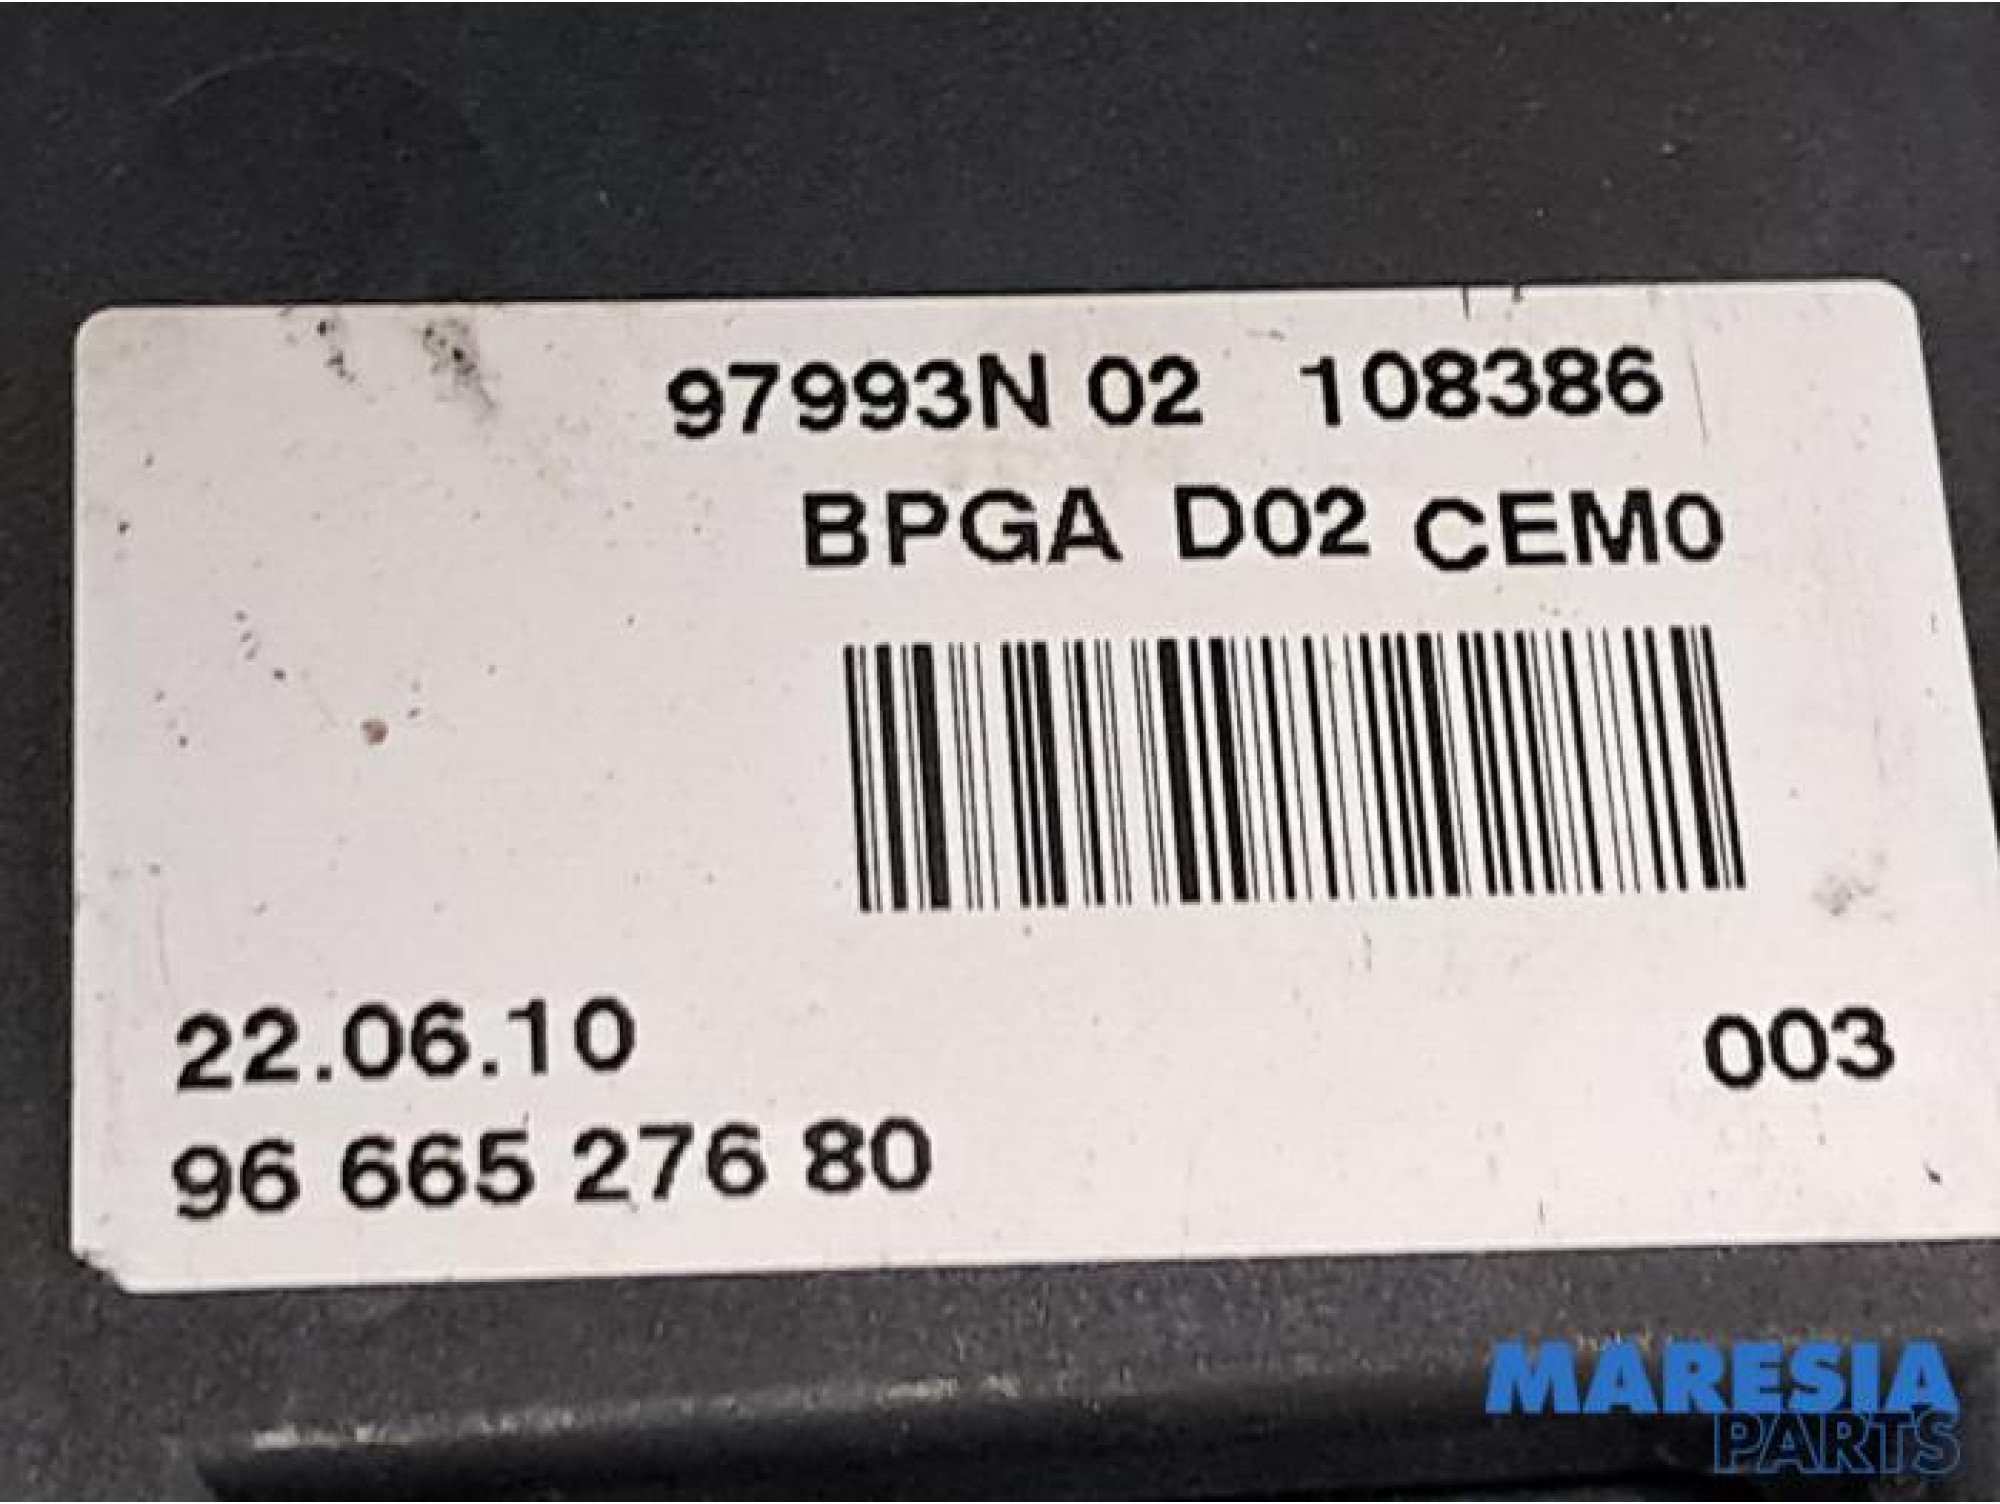 97993N 02 108386
BPGA D02 CEM0
22.06.10
003
96 665 276 80
MARESIA
PARTS